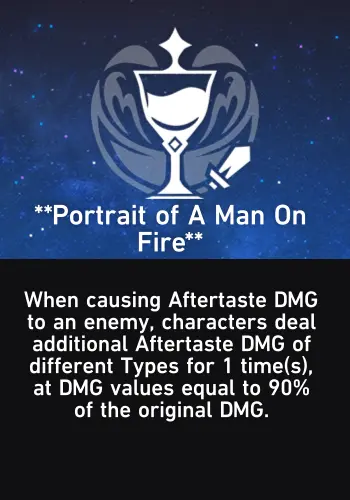 **Portrait of A Man On
Fire**
When causing Aftertaste DMG
to an enemy, characters deal
additional Aftertaste DMG of
different Types for 1 time(s),
at DMG values equal to 90%
of the original DMG.